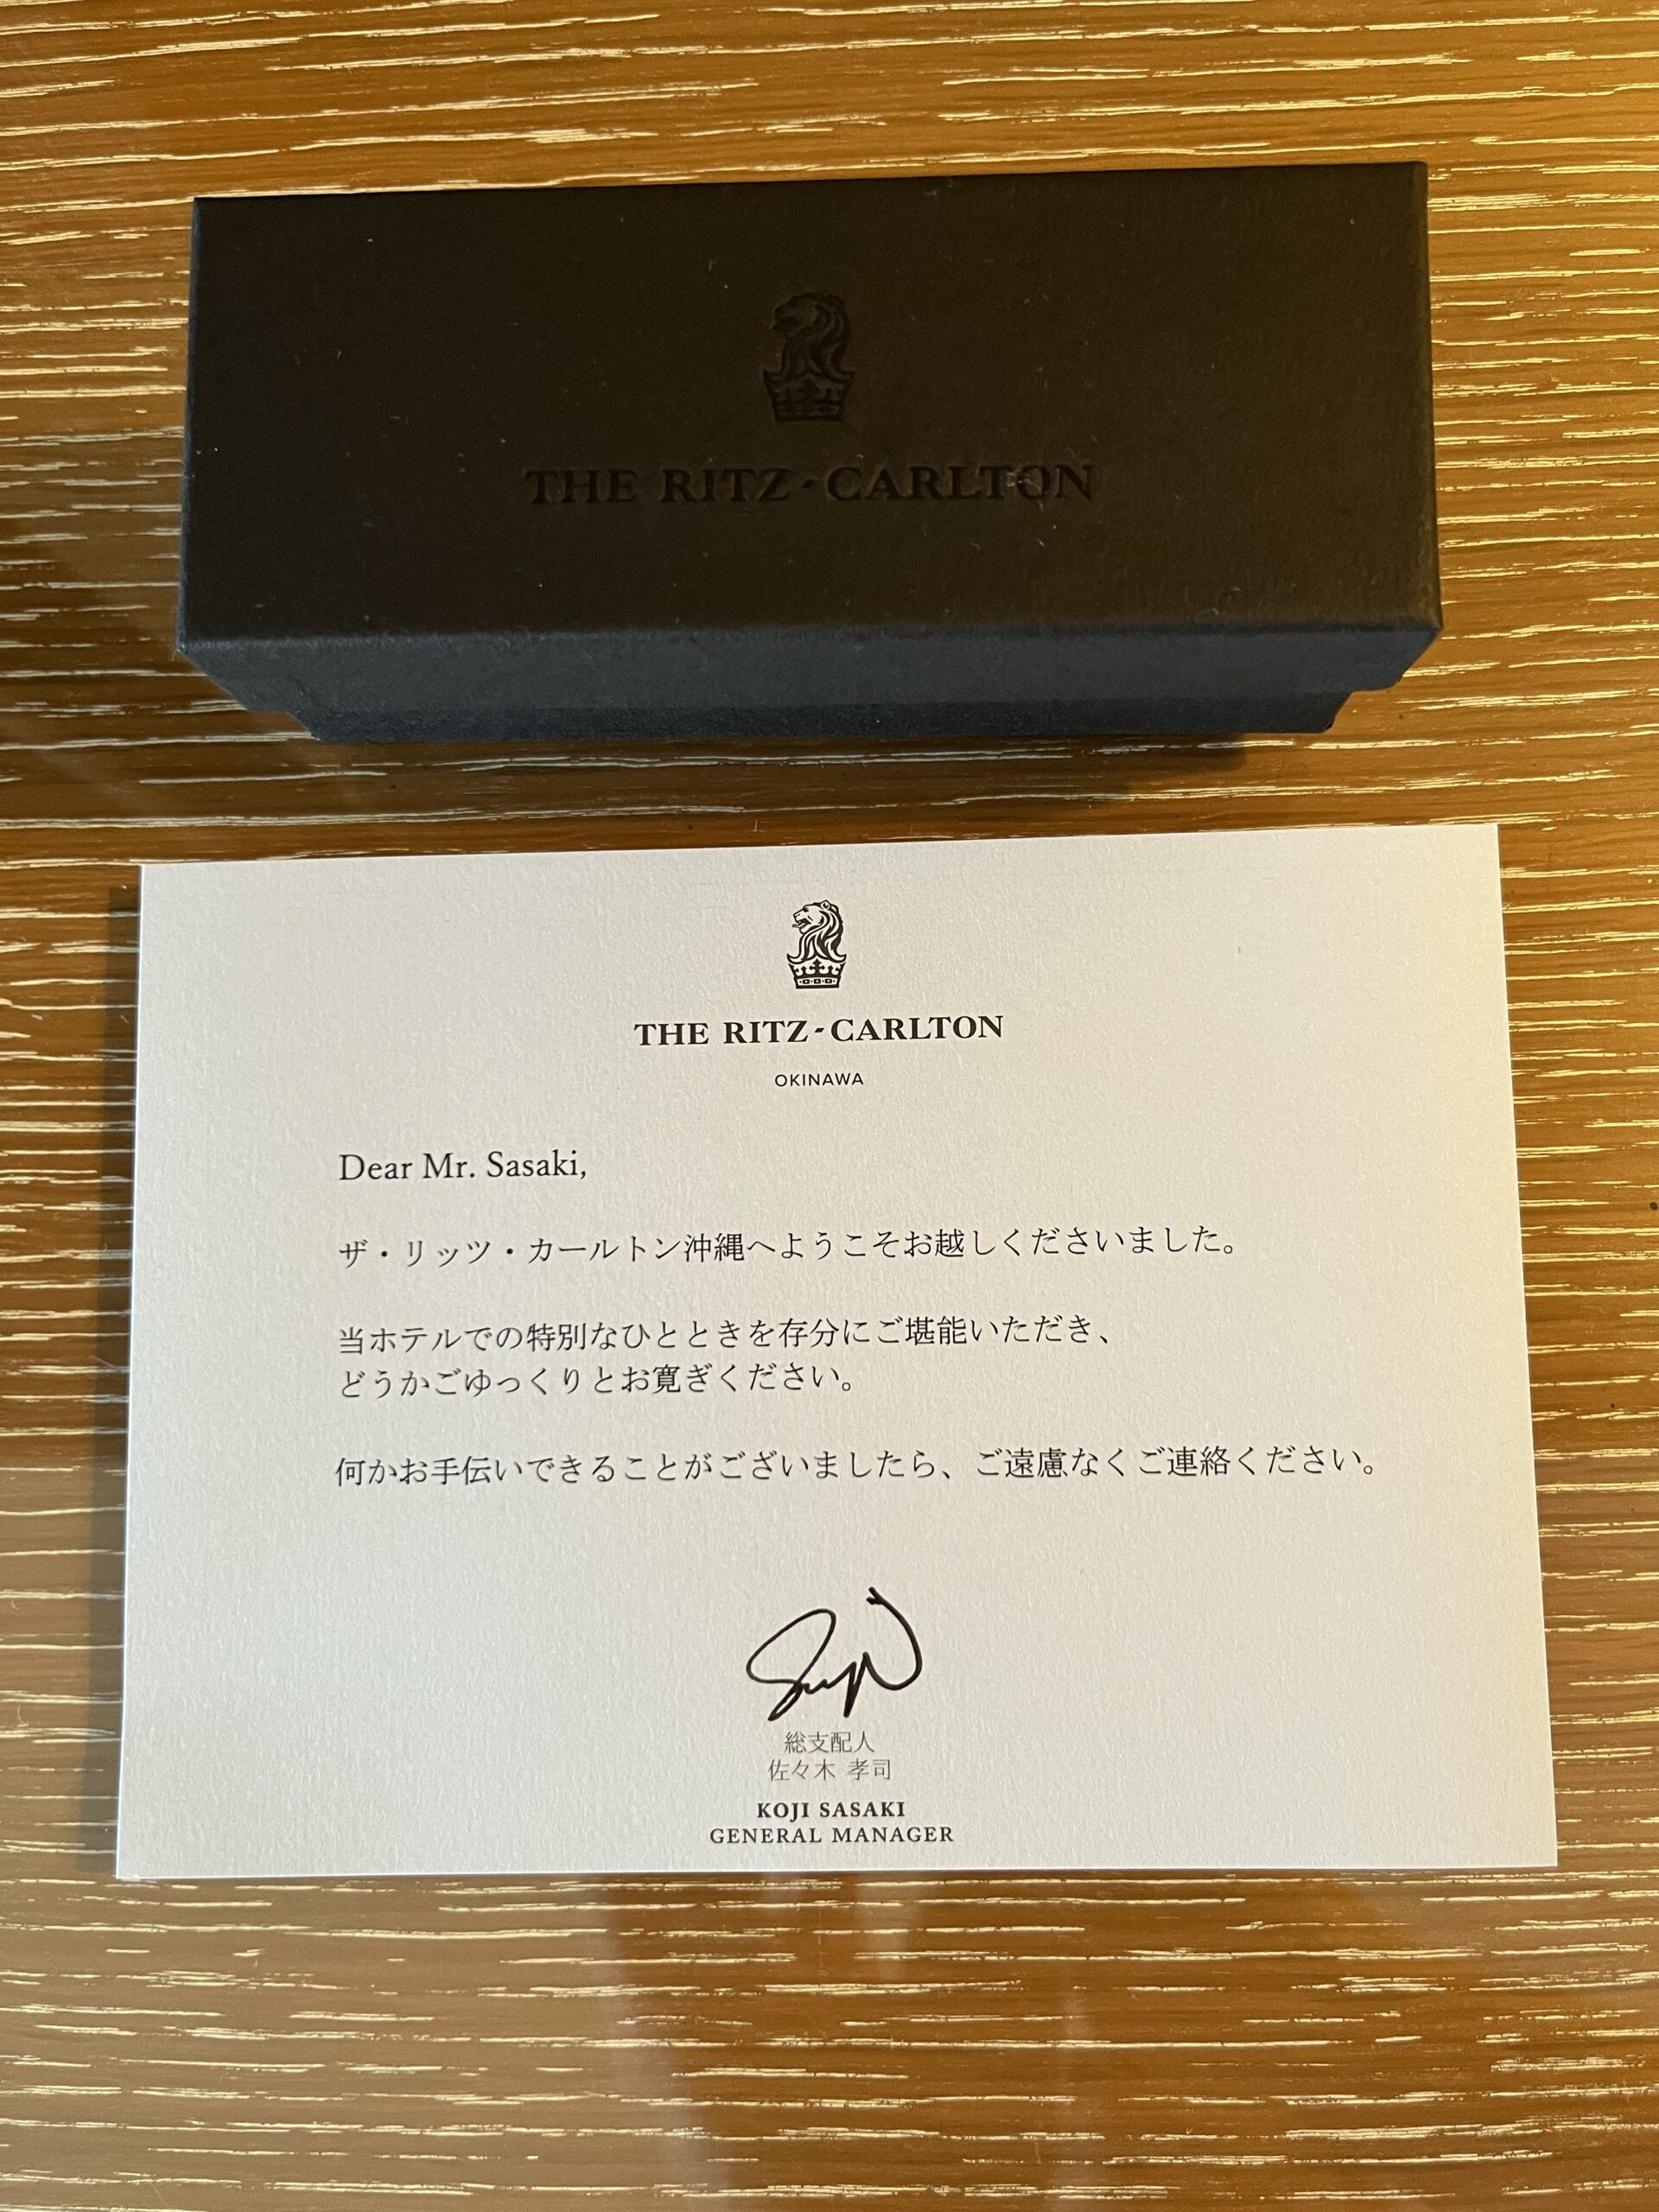 THE RITZ-CARLTON
THE RITZ-CARLTON
OKINAWA
Dear Mr. Sasaki,
ザ・リッツ・カールトン沖縄へようこそお越しくださいました。
当ホテルでの特別なひとときを存分にご堪能いただき、
どうかごゆっくりとお寛ぎください。
何かお手伝いできることがございましたら、ご遠慮なくご連絡ください。
総支配人
佐々木 孝司
KOJI SASAKI
GENERAL MANAGER